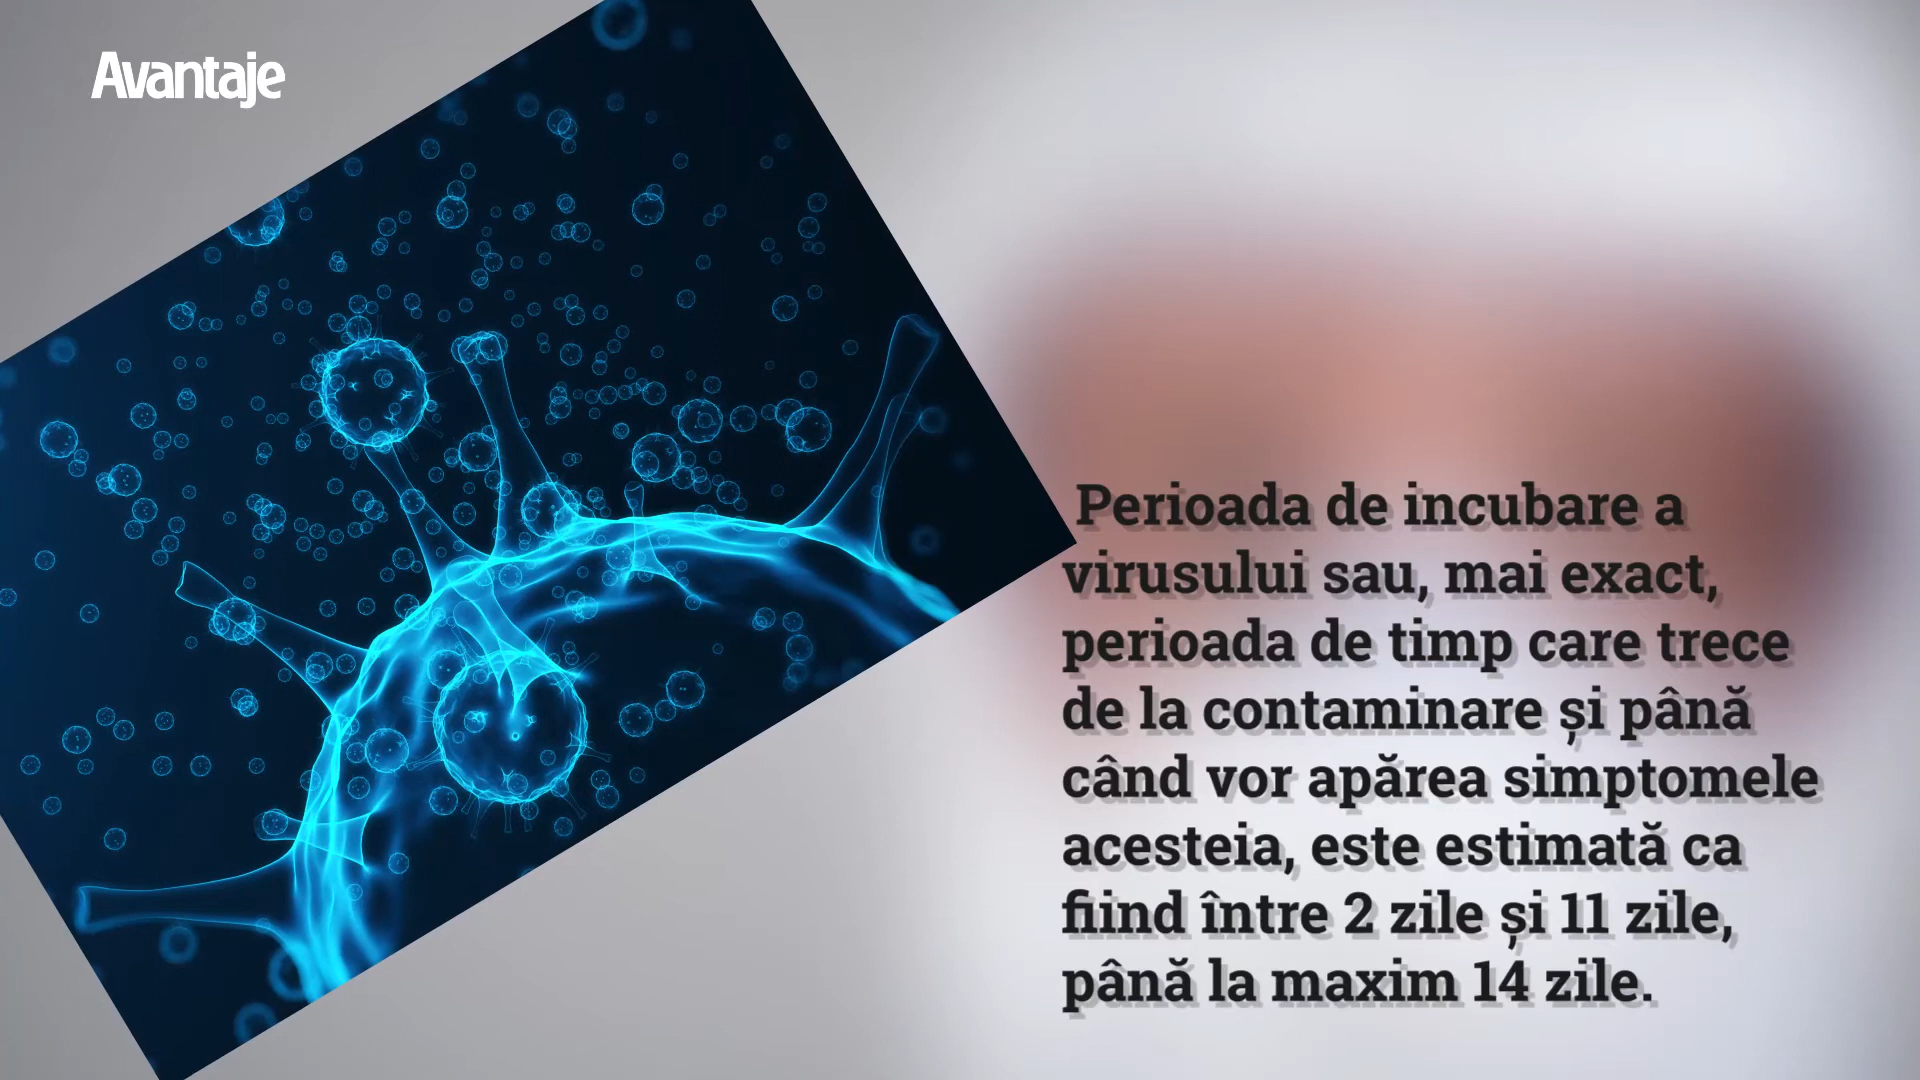 Avantaje
Perioada de incubare a
virusului sau, mai exact,
perioada de timp care trece
de la contaminare și până
când vor apărea simptomele
acesteia, este estimată ca
fiind între 2 zile și 11 zile,
până la maxim 14 zile.